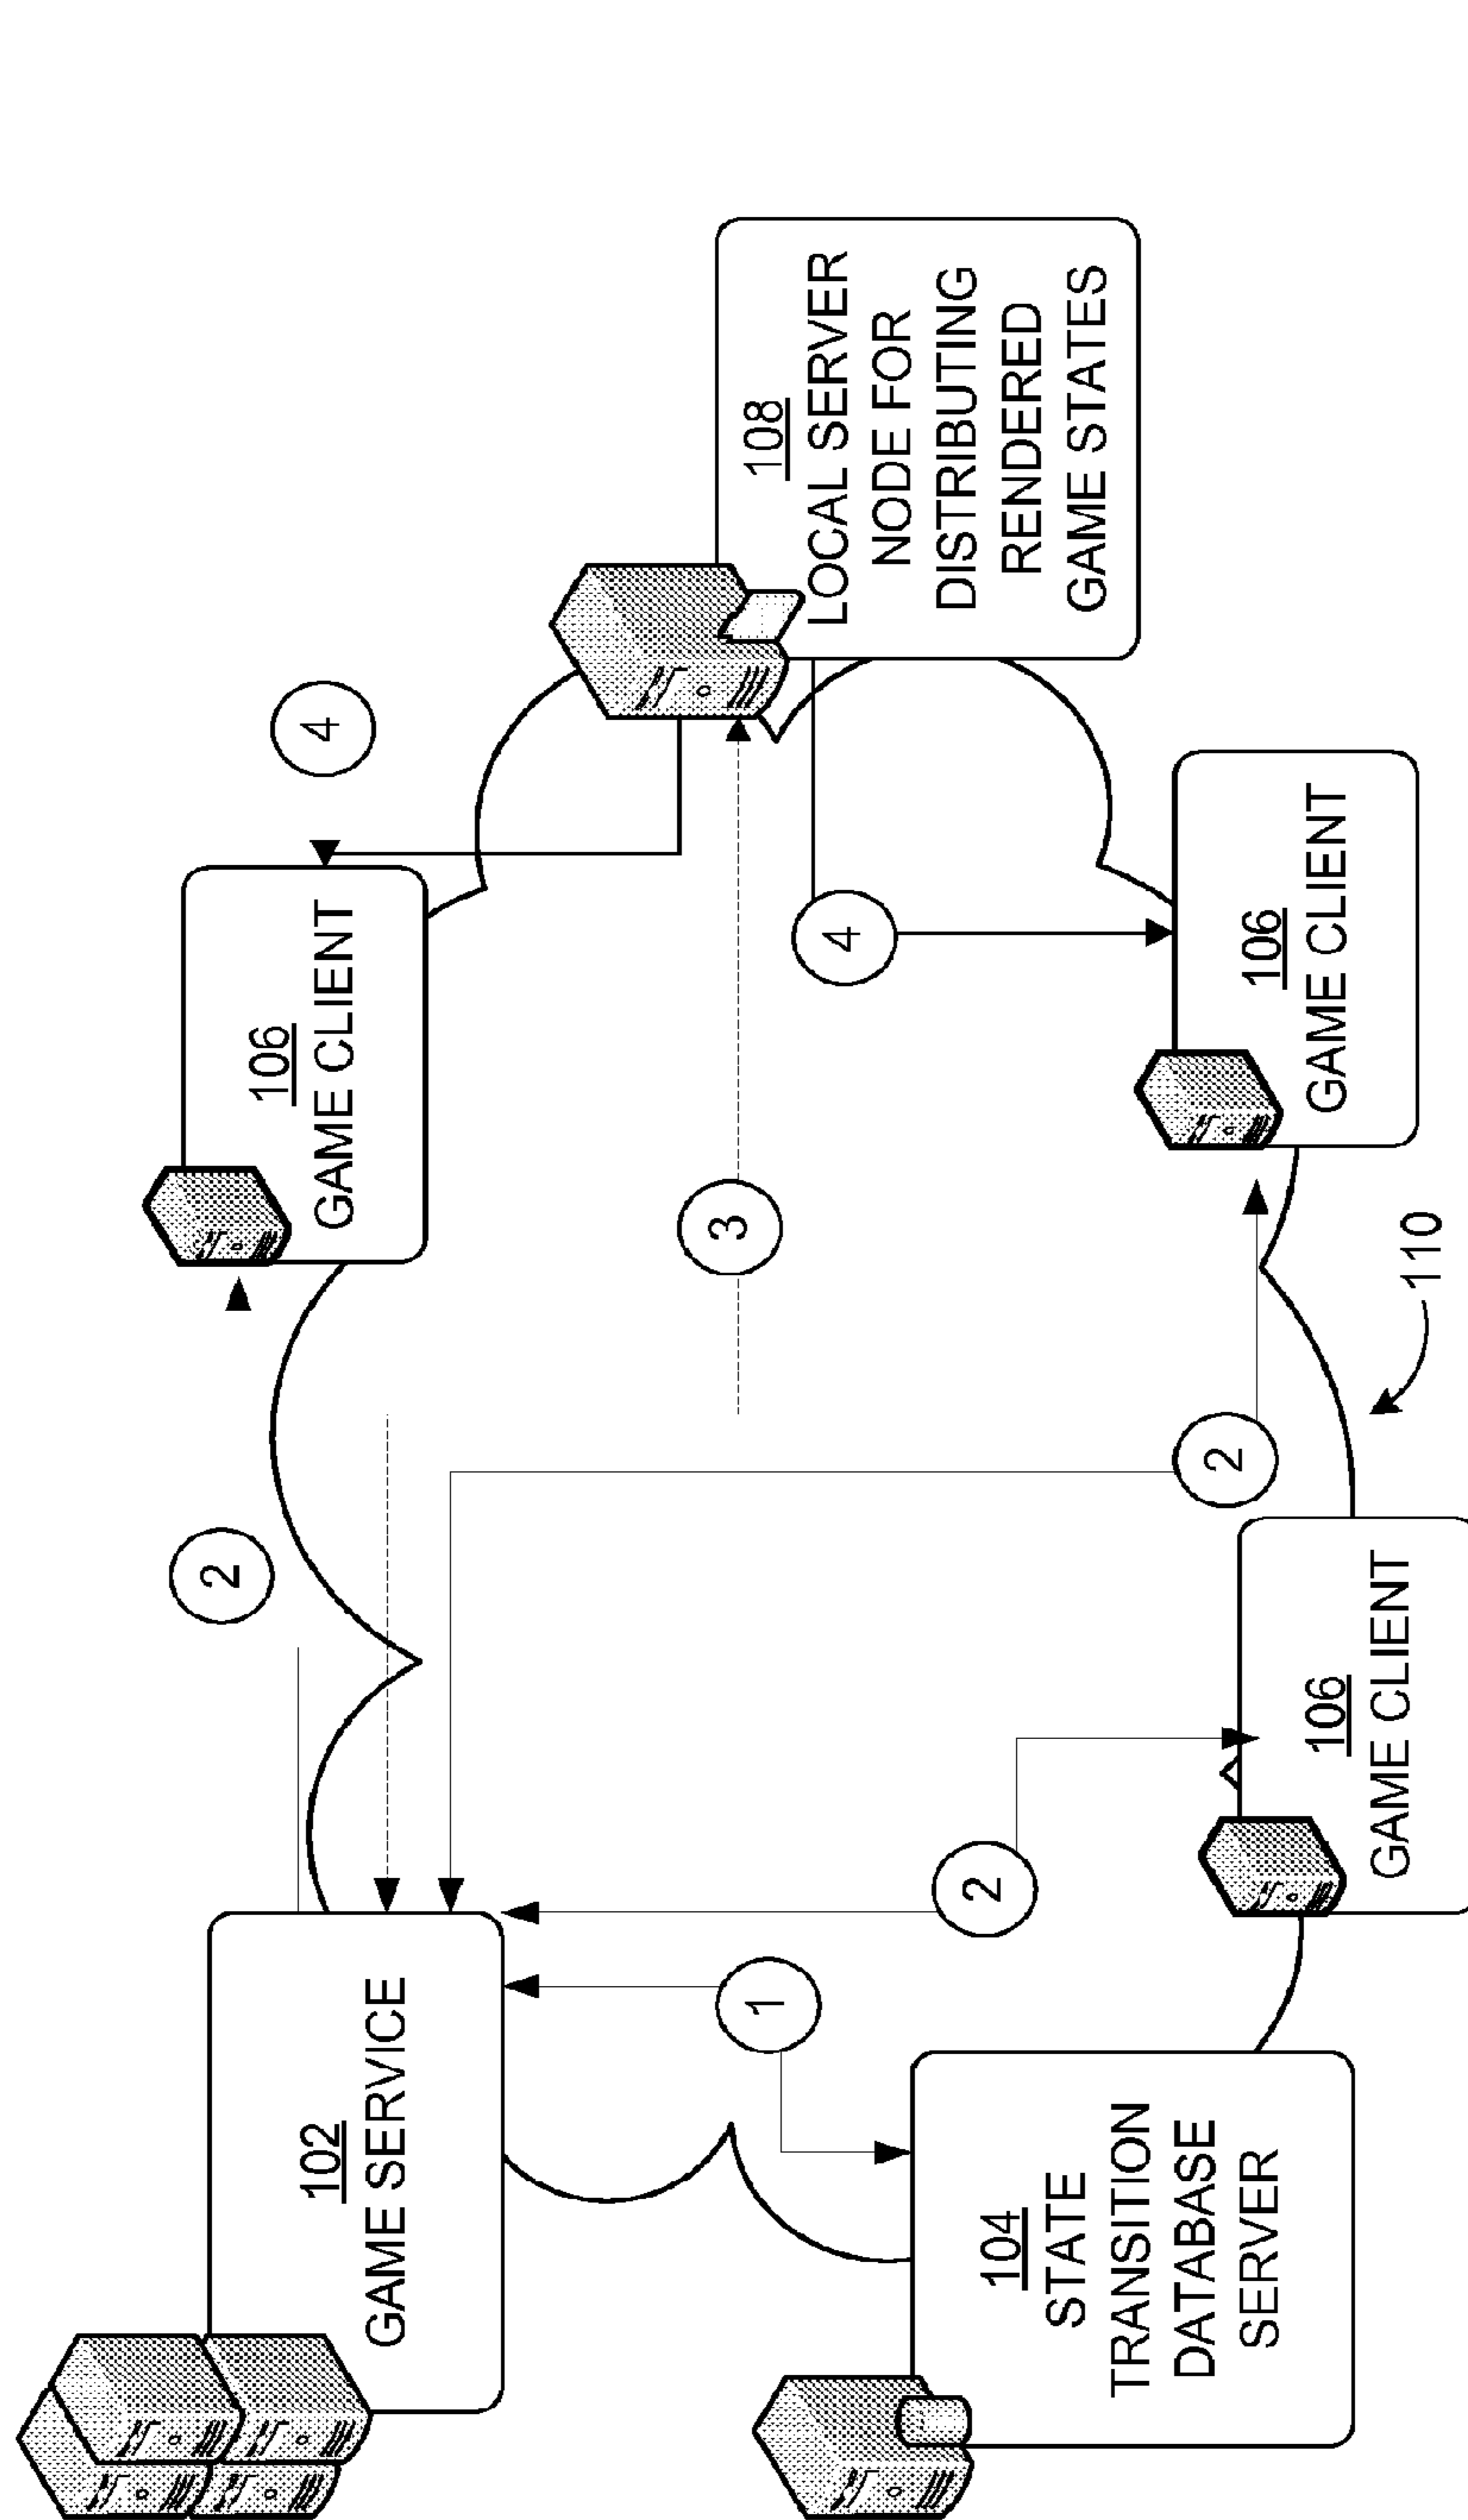 102
GAME SERVICE
2
106
GAME CLIENT
4
108
LOCAL SERVER
NODE FOR
DISTRIBUTING
RENDERED
GAME STATES
3
1
2
2
4
104
STATE
TRANSITION
DATABASE
SERVER
106
GAME CLIENT
106
GAME CLIENT
110